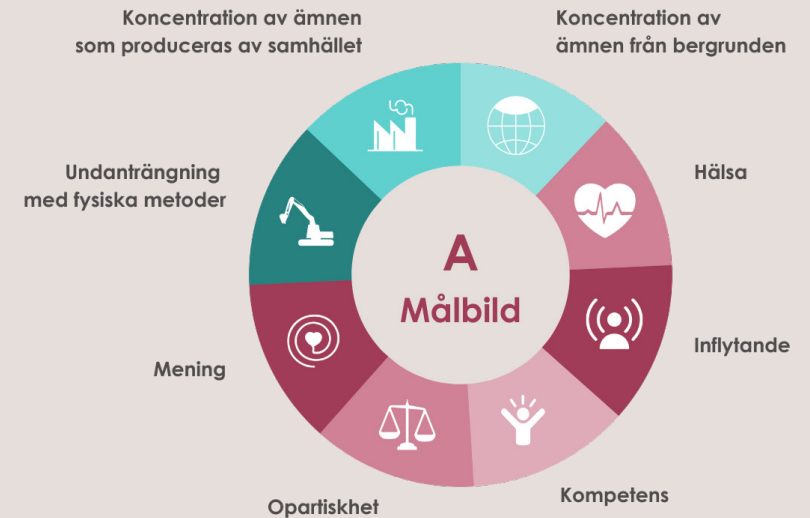 Koncentration av ämnen
som produceras av samhället
Koncentration av
ämnen från bergrunden
Undanträngning
med fysiska metoder
Hälsa
A
Målbild
Inflytande
Mening
Kompetens
Opartiskhet